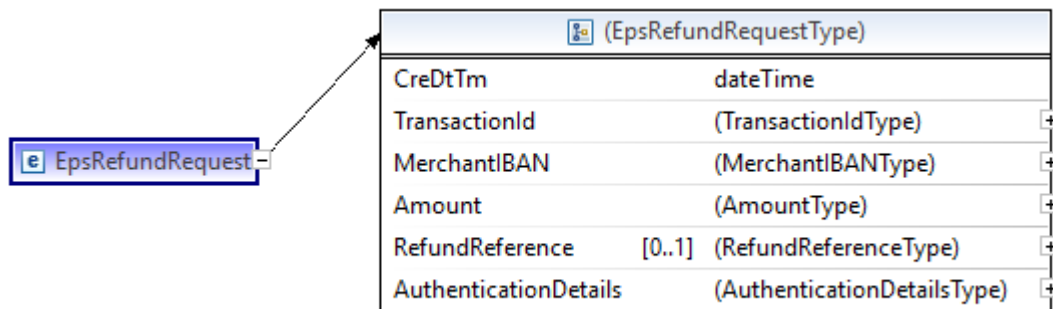 (EpsRefundRequestType)
CreDtTm dateTime
TransactionId (TransactionIdType)
e EpsRefundRequest
MerchantIBAN (MerchantIBANType)
Amount (AmountType)
RefundReference [0..1] (RefundReferenceType)
AuthenticationDetails (AuthenticationDetailsType)